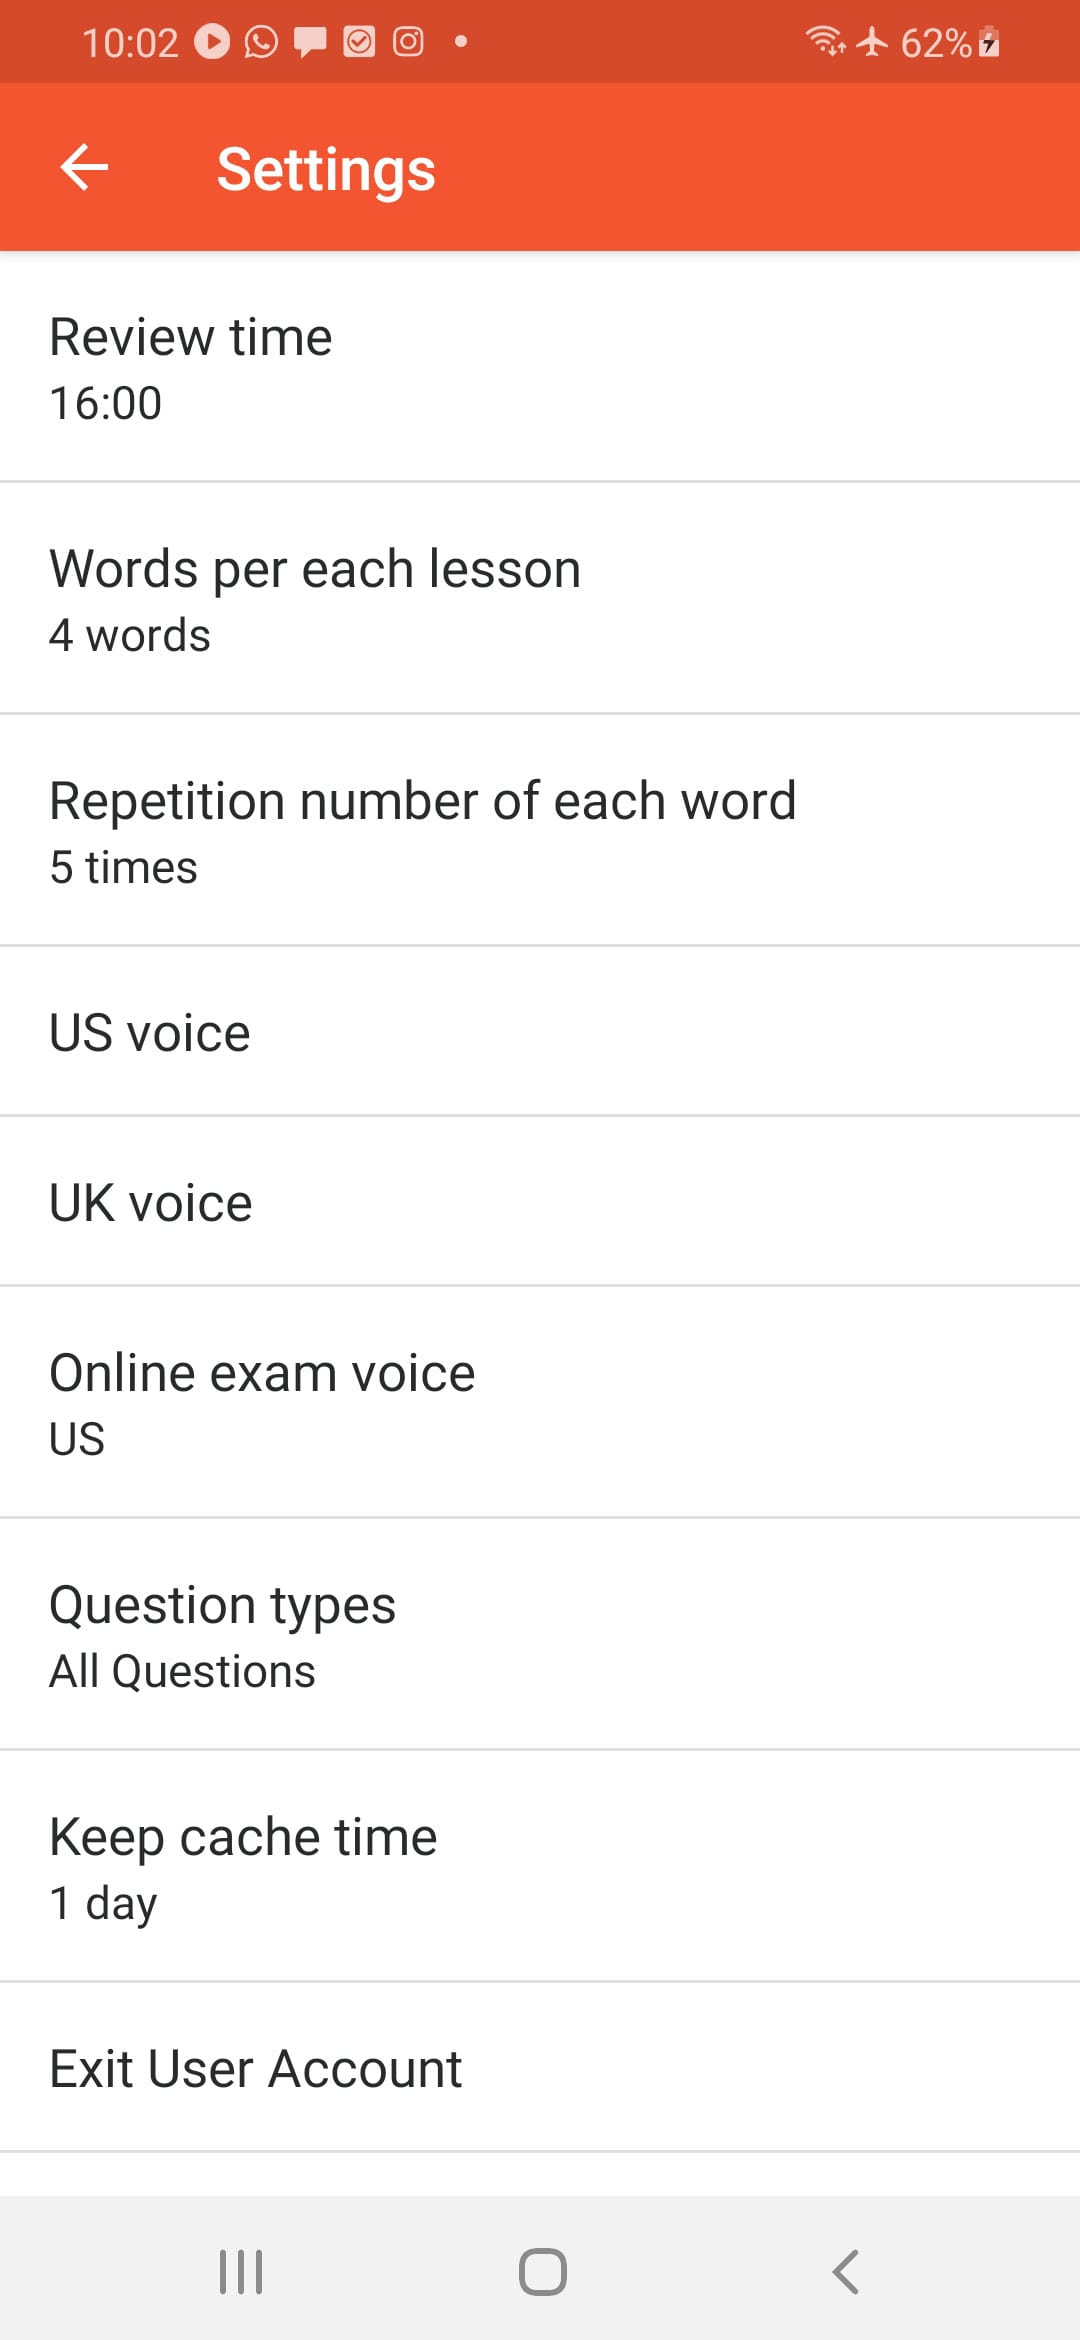 10:02 62%
Settings
Review time
16:00
Words per each lesson
4 words
Repetition number of each word
5 times
US voice
UK voice
Online exam voice
US
Question types
All Questions
Keep cache time
1 day
Exit User Account